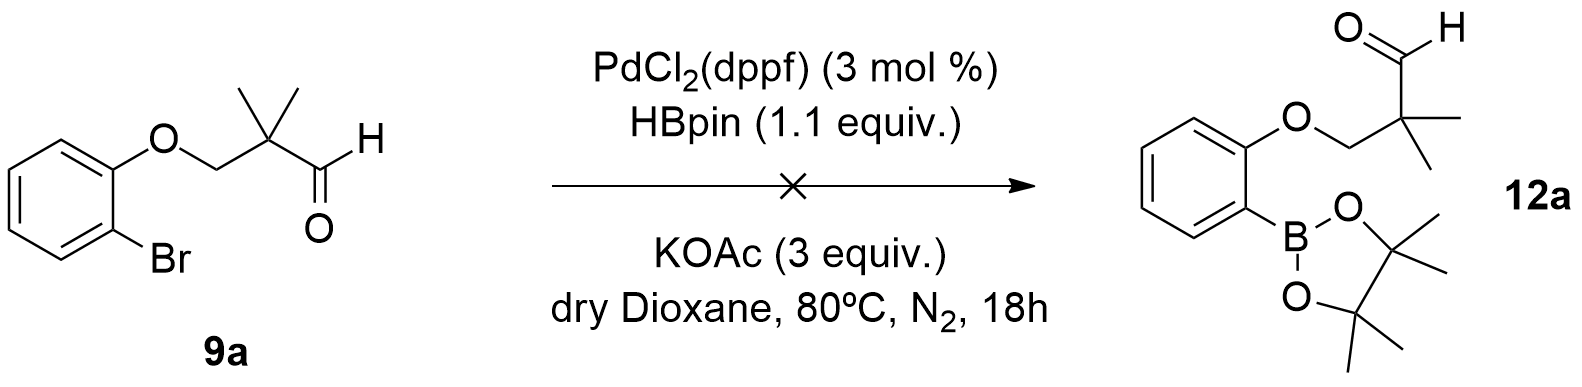 O H
PdCl2(dppf) (3 mol %)
O H
HBpin (1.1 equiv.)
O
O
12a
Br
B O
KOAc (3 equiv.)
O
dry Dioxane, 80ºC, N2, 18h
9a